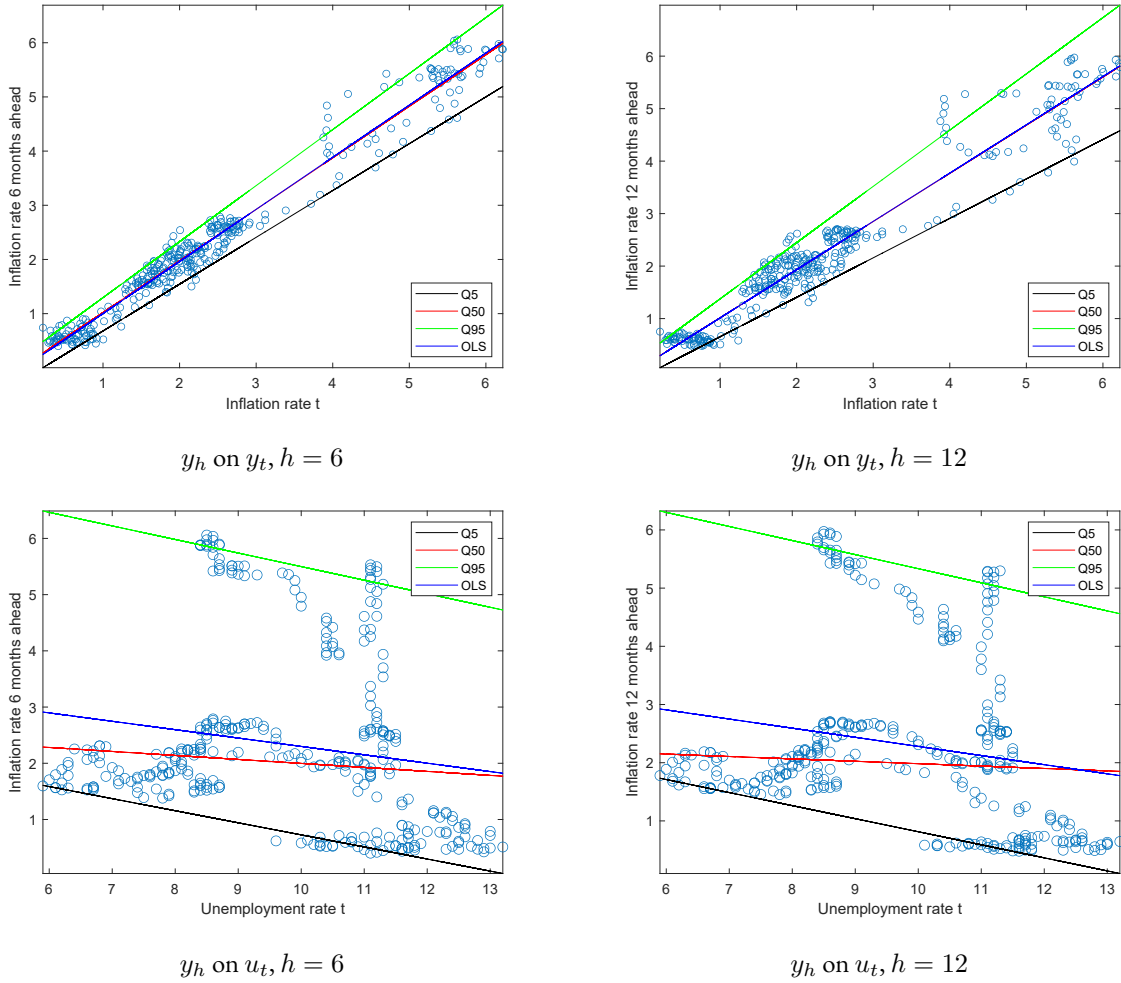 6
5
4
3
2
1
Inflation rate 6 months ahead
Q5
Q50
Q95
OLS
1 2 3 4 5 6
Inflation rate t
y_h on y_t, h = 6
6
5
4
3
2
1
Inflation rate 12 months ahead
Q5
Q50
Q95
OLS
1 2 3 4 5 6
Inflation rate t
y_h on y_t, h = 12
6
5
4
3
2
1
Inflation rate 6 months ahead
Q5
Q50
Q95
OLS
6 7 8 9 10 11 12 13
Unemployment rate t
y_h on u_t, h = 6
6
5
4
3
2
1
Inflation rate 12 months ahead
Q5
Q50
Q95
OLS
6 7 8 9 10 11 12 13
Unemployment rate t
y_h on u_t, h = 12